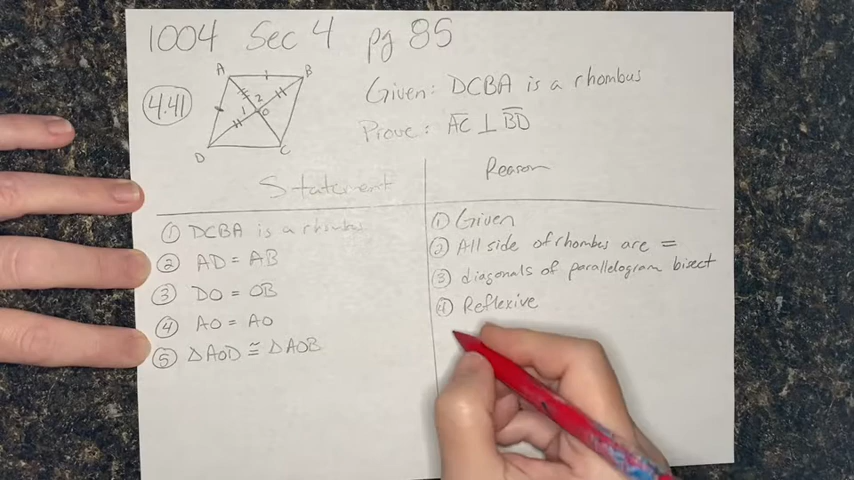 1004 Sec 4 pg 85
4.41
A
B
1 2
O
D
C
Given: DCBA is a rhombus
Prove: AC ⊥ BD
Statement
Reason
① DCBA is a rhombus
① Given
② AD = AB
② All side of rhombus are =
③ DO = OB
③ diagonals of parallelogram bisect
④ AO = AO
④ Reflexive
⑤ △AOD ≅ △AOB